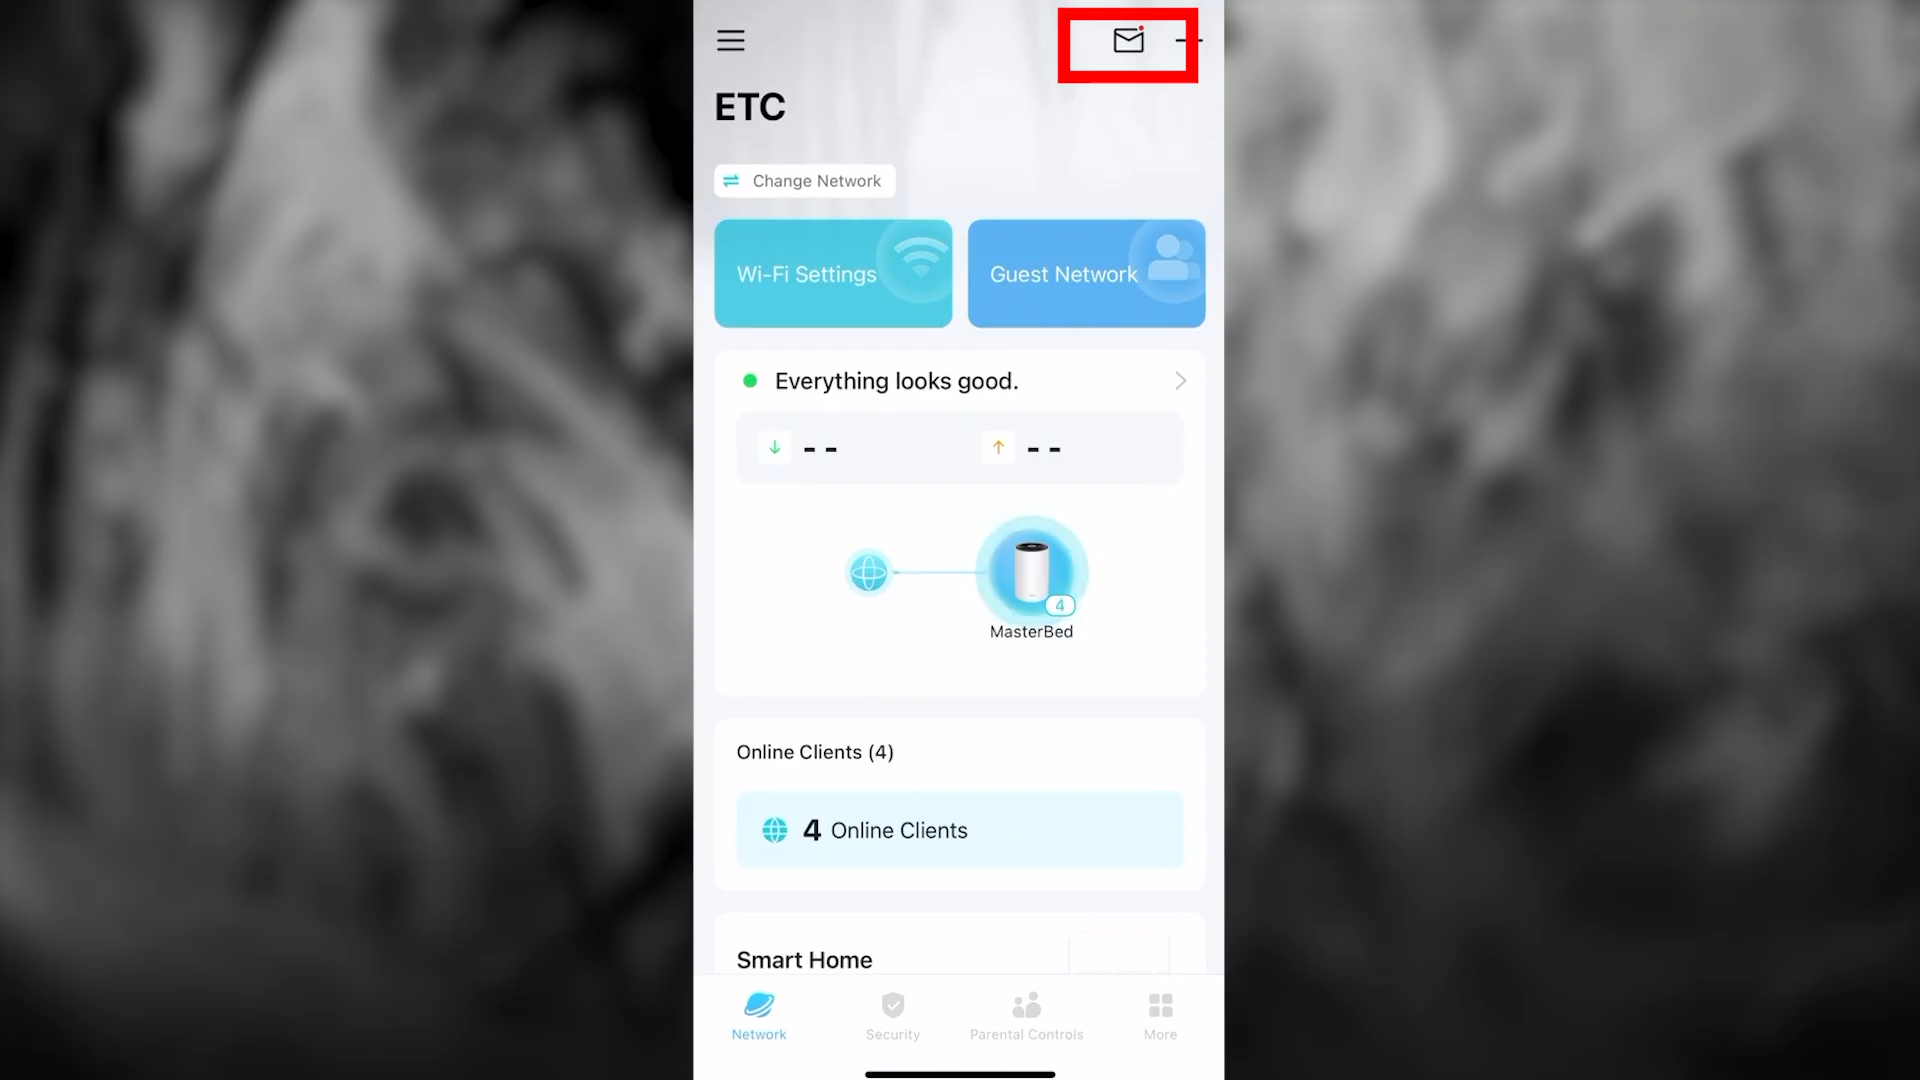 ETC
Change Network
Wi-Fi Settings
Guest Network
Everything looks good.
- -
- -
4
MasterBed
Online Clients (4)
4 Online Clients
Smart Home
Network
Security
Parental Controls
More